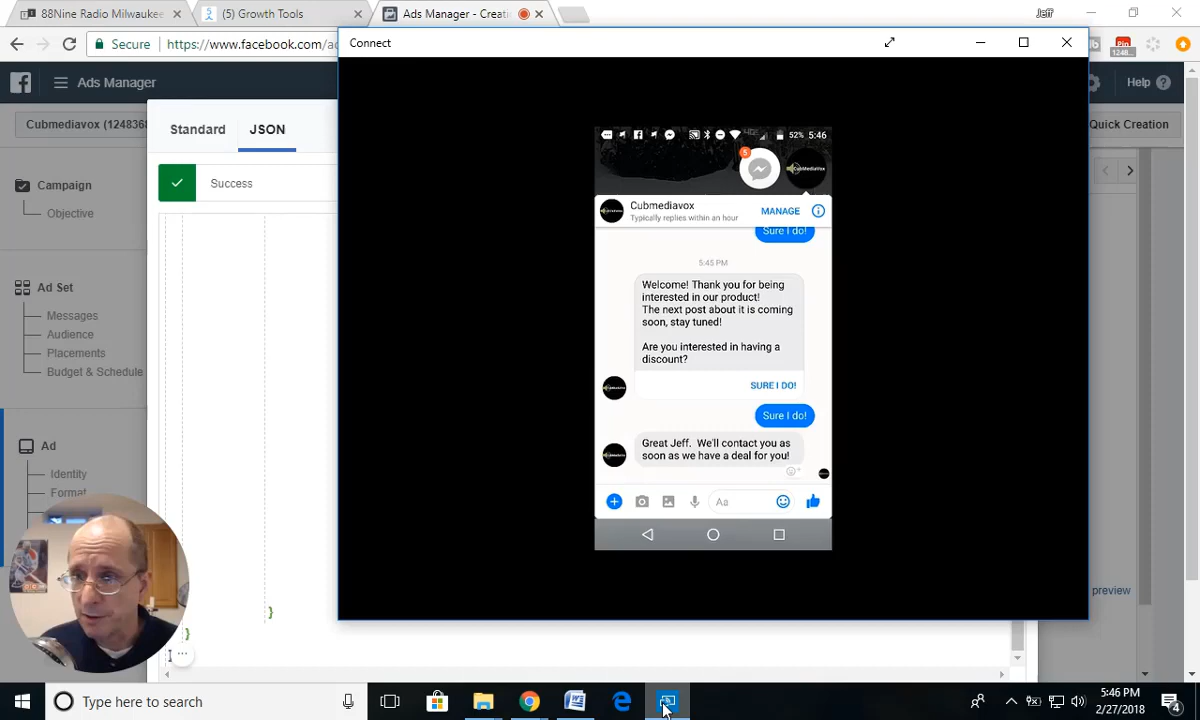 88Nine Radio Milwaukee
(5) Growth Tools
Ads Manager - Creati
Jeff
Secure
https://www.facebook.com/ad
Connect
Ads Manager
Help
Cubmediavox (1248368
Quick Creation
Standard
JSON
Success
Campaign
Objective
Ad Set
Messages
Audience
Placements
Budget & Schedule
Ad
Identity
Format
preview
}
}
52% 5:46
5
CubMediaVox
Cubmediavox
Typically replies within an hour
MANAGE
Sure I do!
5:45 PM
Welcome! Thank you for being
interested in our product!
The next post about it is coming
soon, stay tuned!
Are you interested in having a
discount?
SURE I DO!
Sure I do!
Great Jeff. We'll contact you as
soon as we have a deal for you!
Aa
Type here to search
5:46 PM
2/27/2018
4